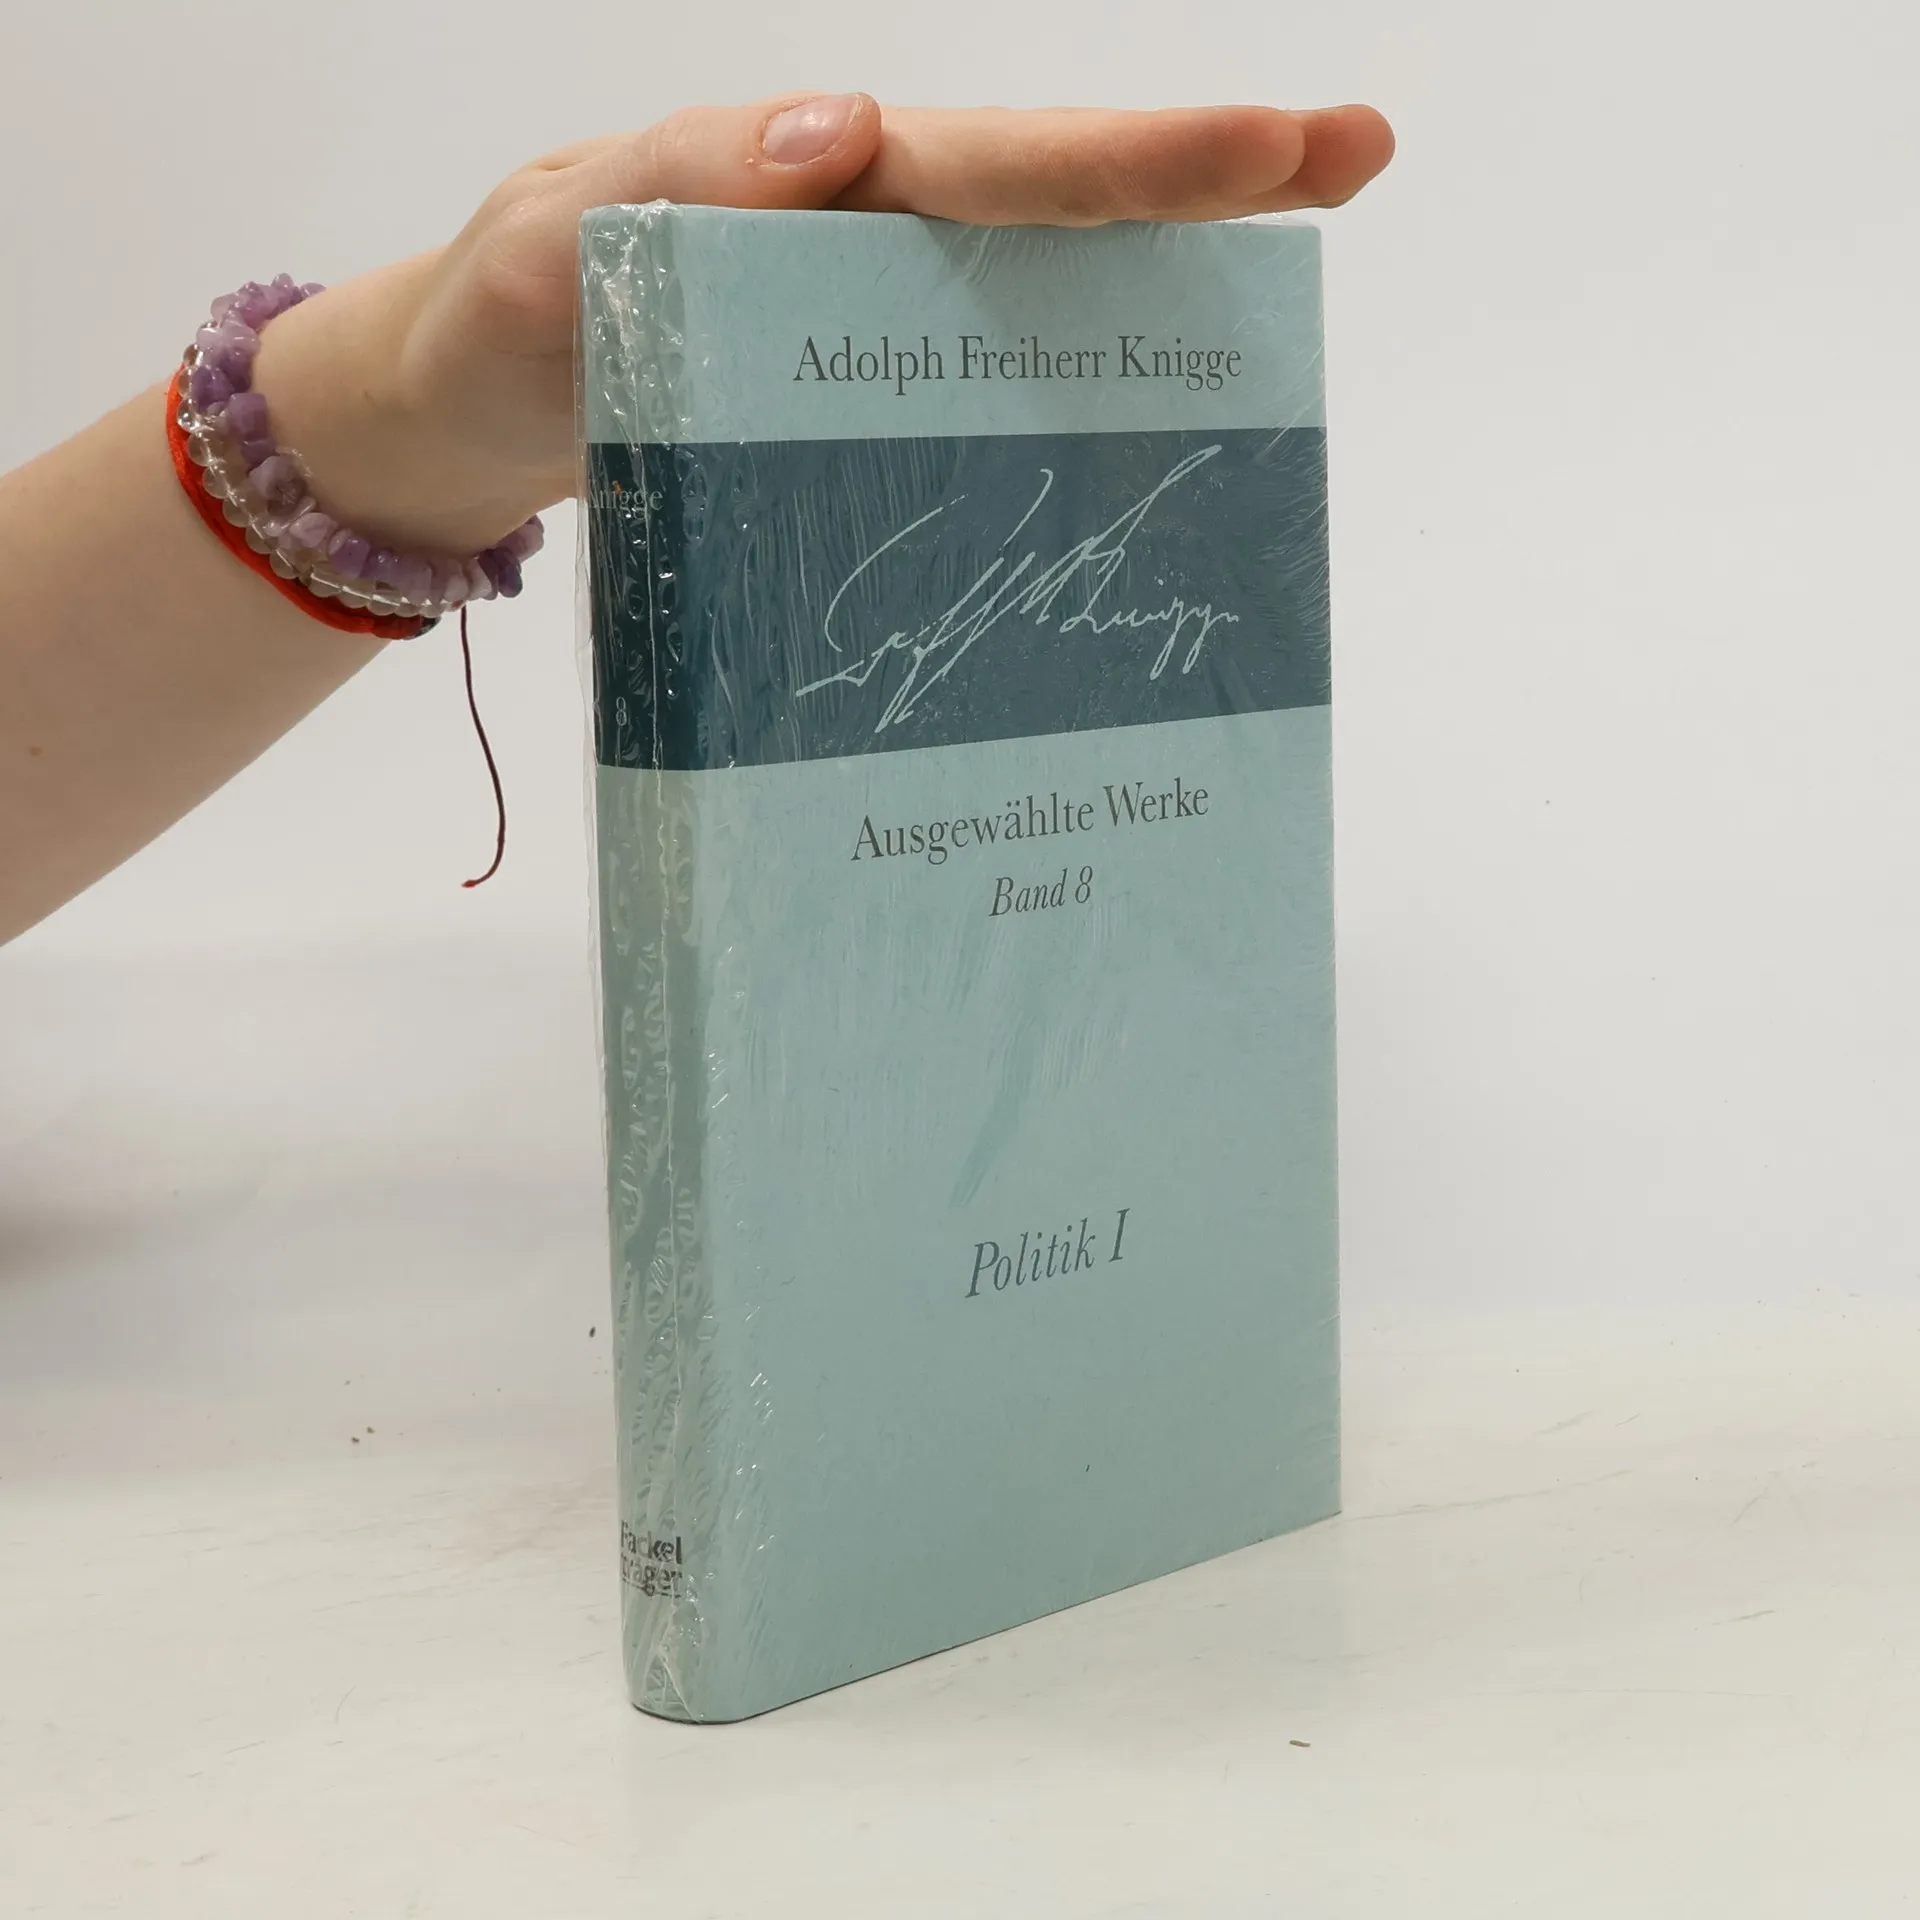 Adolph Freiherr Knigge
Knigge
8
Ausgewählte Werke
Band 8
Politik I
Fackel
träger